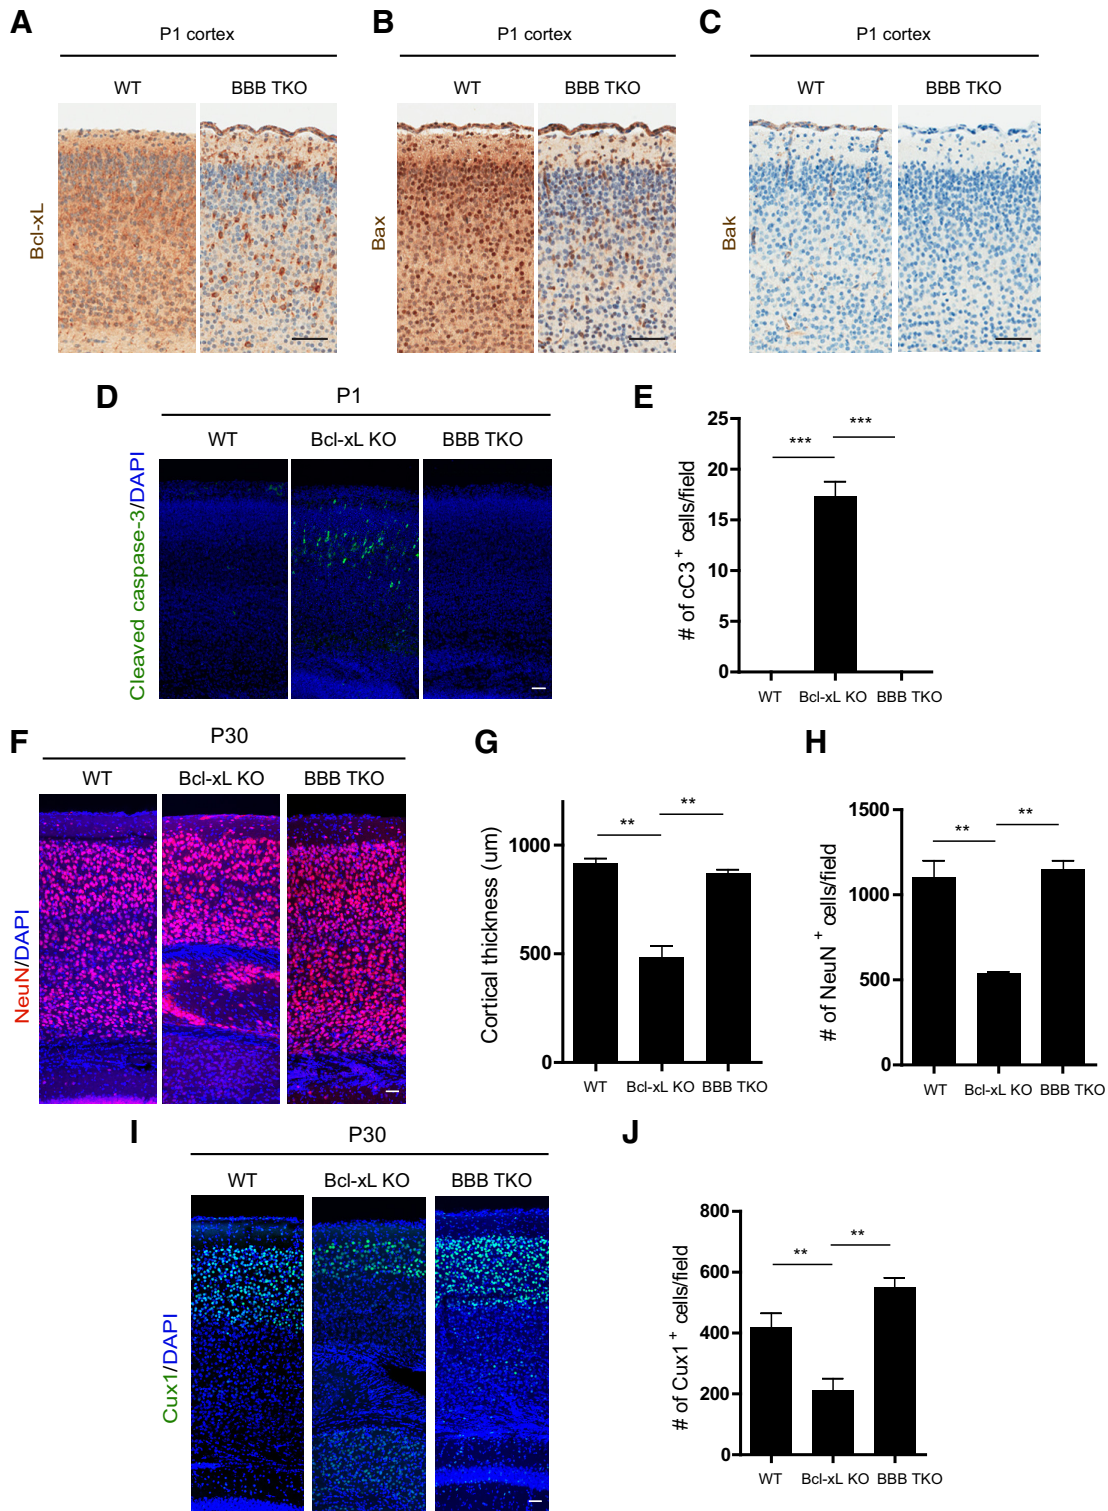 A
P1 cortex
WT
BBB TKO
Bcl-xL
B
P1 cortex
WT
BBB TKO
Bax
C
P1 cortex
WT
BBB TKO
Bak
D
P1
WT
Bcl-xL KO
BBB TKO
Cleaved caspase-3/DAPI
E
# of cC3 + cells/field
25
20
15
10
5
0
***
***
WT
Bcl-xL KO
BBB TKO
F
P30
WT
Bcl-xL KO
BBB TKO
NeuN/DAPI
G
Cortical thickness (um)
1000
500
0
**
**
WT
Bcl-xL KO
BBB TKO
H
# of NeuN + cells/field
1500
1000
500
0
**
**
WT
Bcl-xL KO
BBB TKO
I
P30
WT
Bcl-xL KO
BBB TKO
Cux1/DAPI
J
# of Cux1 + cells/field
800
600
400
200
0
**
**
WT
Bcl-xL KO
BBB TKO